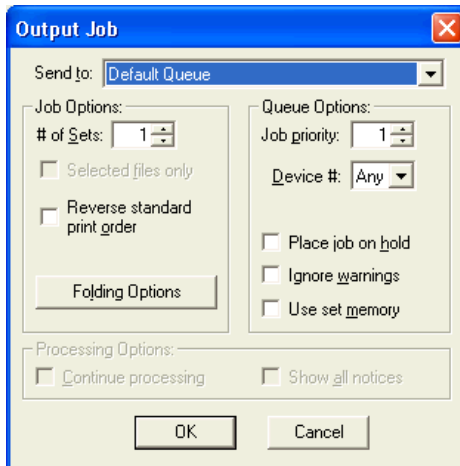 Output Job
Send to: Default Queue
Job Options:
# of Sets: 1
Selected files only
Reverse standard
print order
Folding Options
Queue Options:
Job priority: 1
Device #: Any
Place job on hold
Ignore warnings
Use set memory
Processing Options:
Continue processing
Show all notices
OK
Cancel